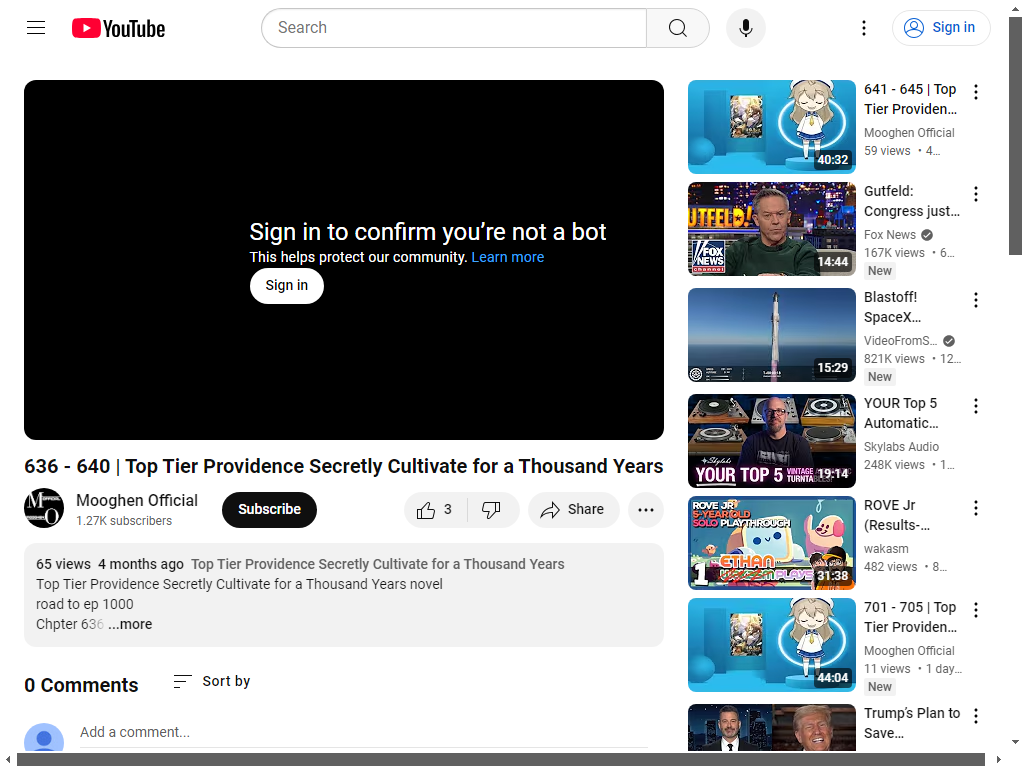 YouTube
Search
Sign in
Sign in to confirm you’re not a bot
This helps protect our community. Learn more
Sign in
636 - 640 | Top Tier Providence Secretly Cultivate for a Thousand Years
Mooghen Official
1.27K subscribers
Subscribe
3
Share
65 views 4 months ago Top Tier Providence Secretly Cultivate for a Thousand Years
Top Tier Providence Secretly Cultivate for a Thousand Years novel
road to ep 1000
Chpter 636 ...more
0 Comments
Sort by
Add a comment...
40:32
641 - 645 | Top
Tier Providen...
Mooghen Official
59 views • 4...
FOX
NEWS
channel
14:44
Gutfeld:
Congress just...
Fox News
167K views • 6...
New
15:29
Blastoff!
SpaceX...
VideoFromS...
821K views • 12...
New
Skylabs
YOUR TOP 5 VINTAGE
19:14
YOUR Top 5
Automatic...
Skylabs Audio
248K views • 1...
ROVE JR
5-YEAR OLD
SOLO PLAYTHROUGH
1
ETHAN
PLAYS
31:38
ROVE Jr
(Results-...
wakasm
482 views • 8...
44:04
701 - 705 | Top
Tier Providen...
Mooghen Official
11 views • 1 day...
New
Trump’s Plan to
Save...